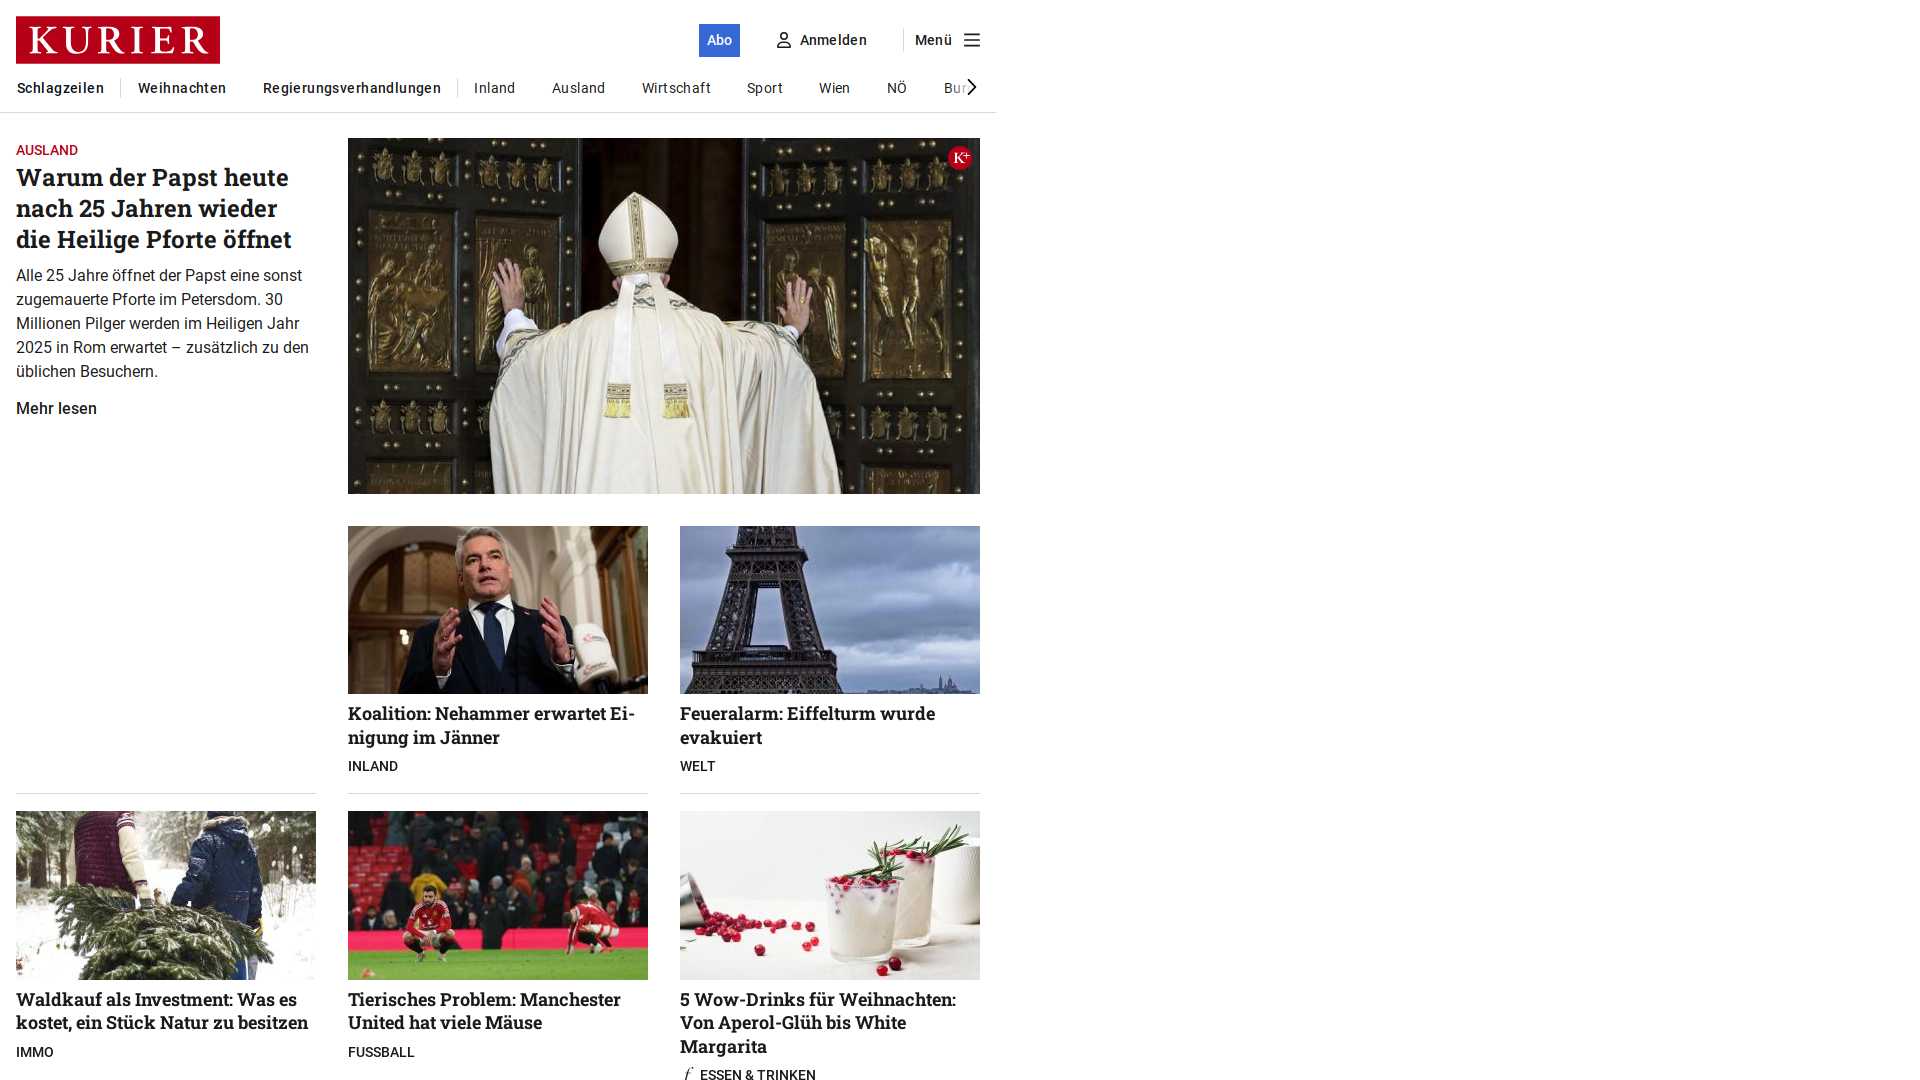 KURIER
Abo
Anmelden
Menü
Schlagzeilen
Weihnachten
Regierungsverhandlungen
Inland
Ausland
Wirtschaft
Sport
Wien
NÖ
Bur
AUSLAND
Warum der Papst heute
nach 25 Jahren wieder
die Heilige Pforte öffnet
Alle 25 Jahre öffnet der Papst eine sonst
zugemauerte Pforte im Petersdom. 30
Millionen Pilger werden im Heiligen Jahr
2025 in Rom erwartet – zusätzlich zu den
üblichen Besuchern.
Mehr lesen
K+
Koalition: Nehammer erwartet Ei-
nigung im Jänner
INLAND
Feueralarm: Eiffelturm wurde
evakuiert
WELT
Waldkauf als Investment: Was es
kostet, ein Stück Natur zu besitzen
IMMO
Tierisches Problem: Manchester
United hat viele Mäuse
FUSSBALL
5 Wow-Drinks für Weihnachten:
Von Aperol-Glüh bis White
Margarita
f ESSEN & TRINKEN